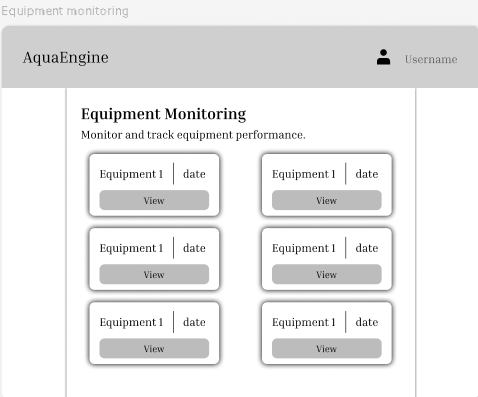 Equipment monitoring
AquaEngine
Username
Equipment Monitoring
Monitor and track equipment performance.
Equipment 1 date
View
Equipment 1 date
View
Equipment 1 date
View
Equipment 1 date
View
Equipment 1 date
View
Equipment 1 date
View